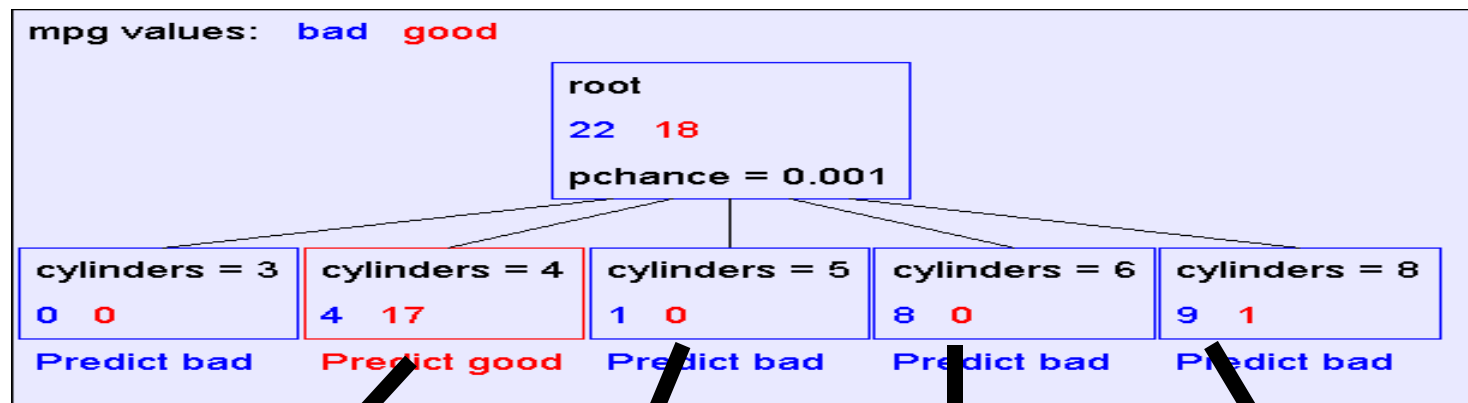 mpg values: bad good
root
22 18
pchance = 0.001
cylinders = 3 cylinders = 4 cylinders = 5 cylinders = 6 cylinders = 8
0 0 4 17 1 0 8 0 9 1
Predict bad Predict good Predict bad Predict bad Predict bad